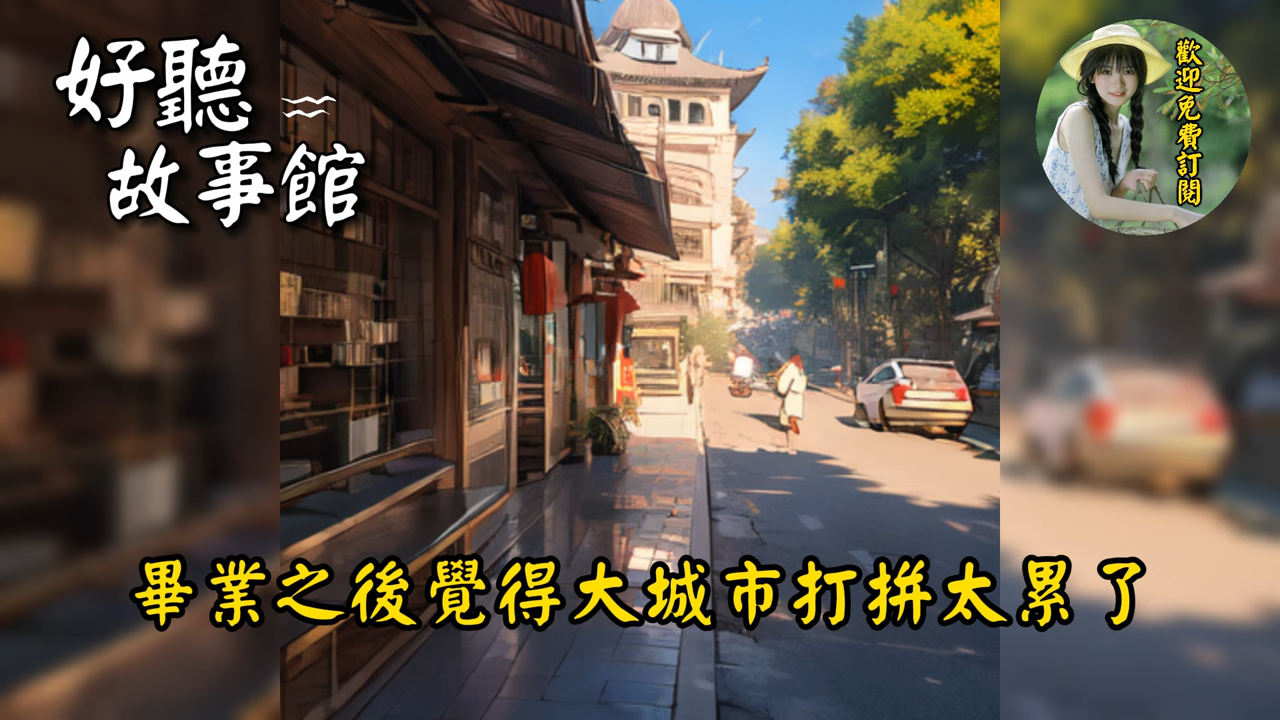 好聽
故事館
歡迎免費訂閱
畢業之後覺得大城市打拼太累了